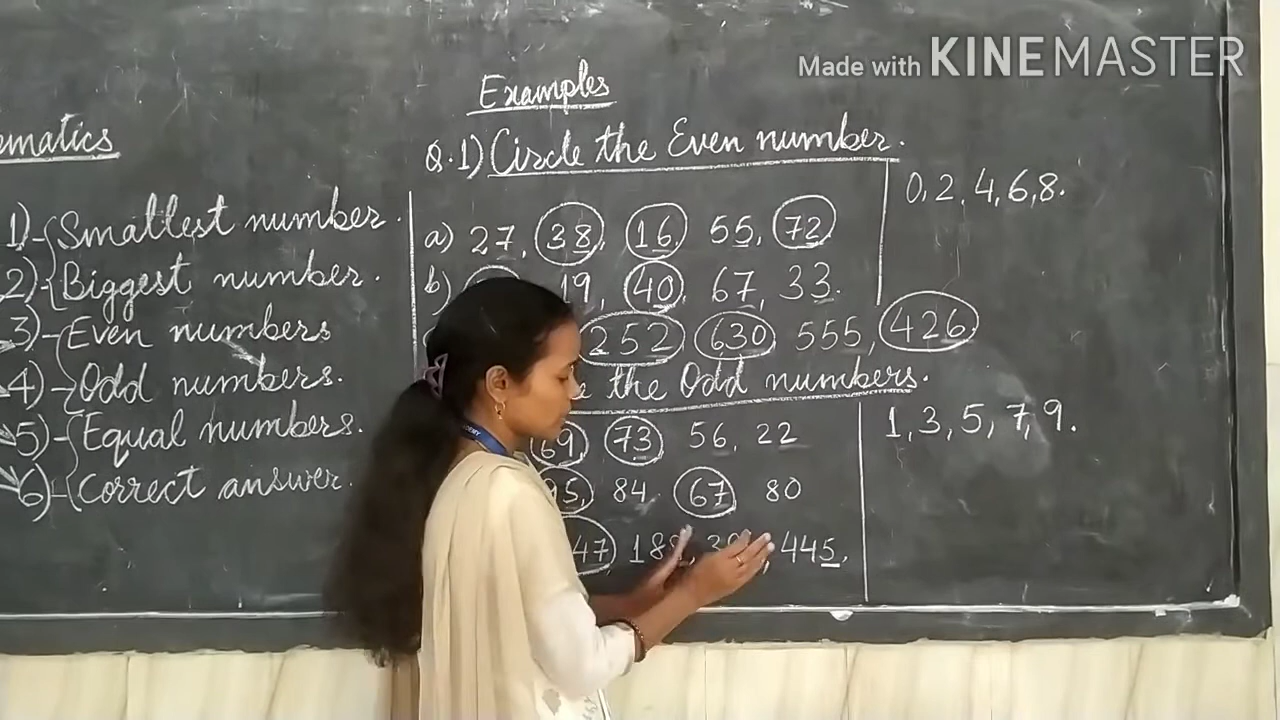 Made with KINEMASTER
Examples
ematics
Q.1) Circle the Even number.
0, 2, 4, 6, 8.
1) Smallest number.
2) Biggest number.
3) Even numbers
4) Odd numbers.
5) Equal numbers.
6) Correct answer.
a) 27, 38, 16, 55, 72
b) 19, 40, 67, 33.
252 630 555, 426
the Odd numbers.
1, 3, 5, 7, 9.
69 73 56, 22
95, 84 67 80
47 445,
ADEMY